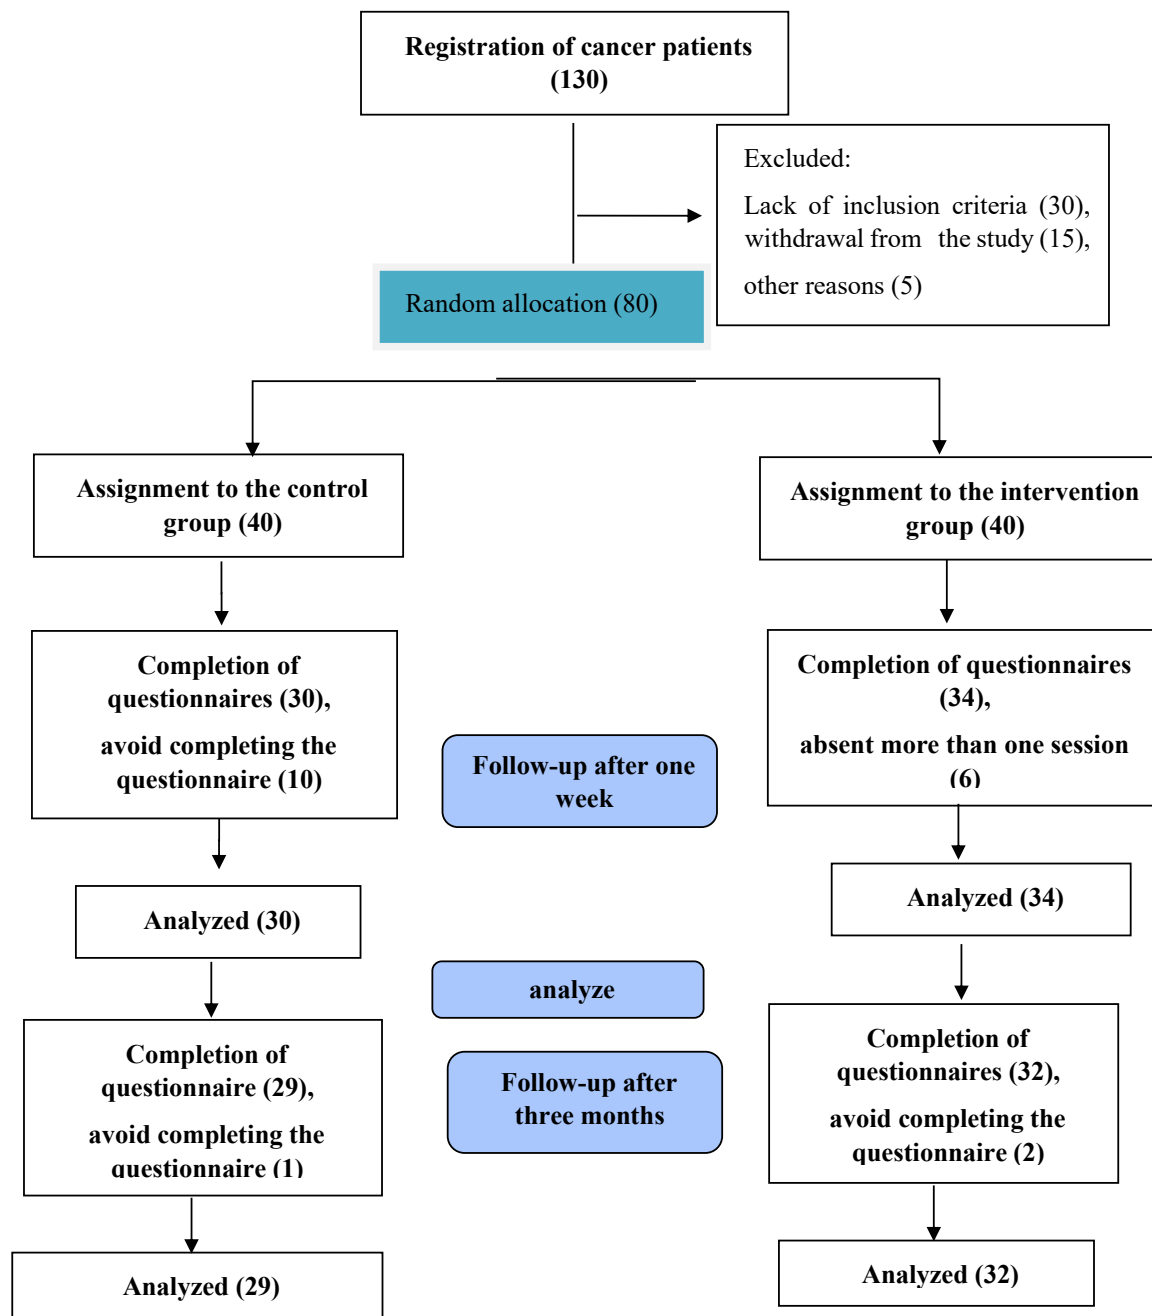 Registration of cancer patients
(130)
Excluded:
Lack of inclusion criteria (30),
withdrawal from the study (15),
other reasons (5)
Random allocation (80)
Assignment to the control
group (40)
Assignment to the intervention
group (40)
Completion of
questionnaires (30),
avoid completing the
questionnaire (10)
Completion of questionnaires
(34),
absent more than one session
(6)
Follow-up after one
week
Analyzed (30)
Analyzed (34)
analyze
Completion of
questionnaire (29),
avoid completing the
questionnaire (1)
Follow-up after
three months
Completion of
questionnaires (32),
avoid completing the
questionnaire (2)
Analyzed (29)
Analyzed (32)